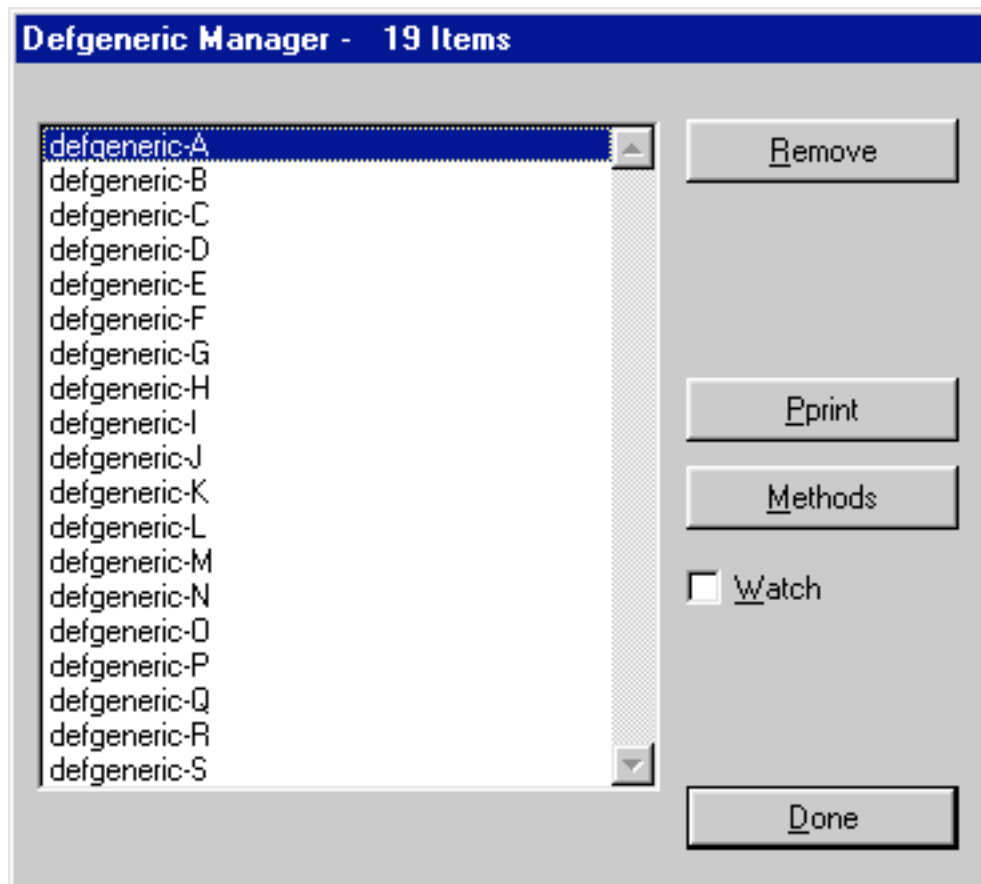 Defgeneric Manager -   19 Items
defgeneric-A
defgeneric-B
defgeneric-C
defgeneric-D
defgeneric-E
defgeneric-F
defgeneric-G
defgeneric-H
defgeneric-I
defgeneric-J
defgeneric-K
defgeneric-L
defgeneric-M
defgeneric-N
defgeneric-O
defgeneric-P
defgeneric-Q
defgeneric-R
defgeneric-S
Remove
Pprint
Methods
Watch
Done